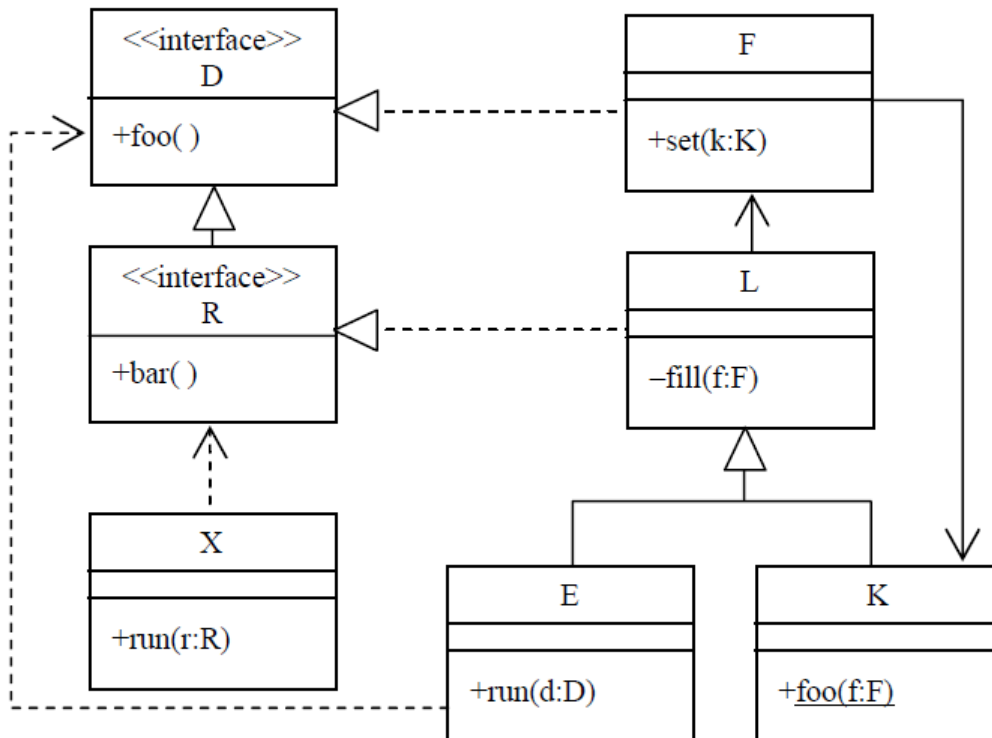 <<interface>>
D
+foo( )
F
+set(k:K)
<<interface>>
R
+bar( )
L
–fill(f:F)
X
+run(r:R)
E
+run(d:D)
K
+foo(f:F)